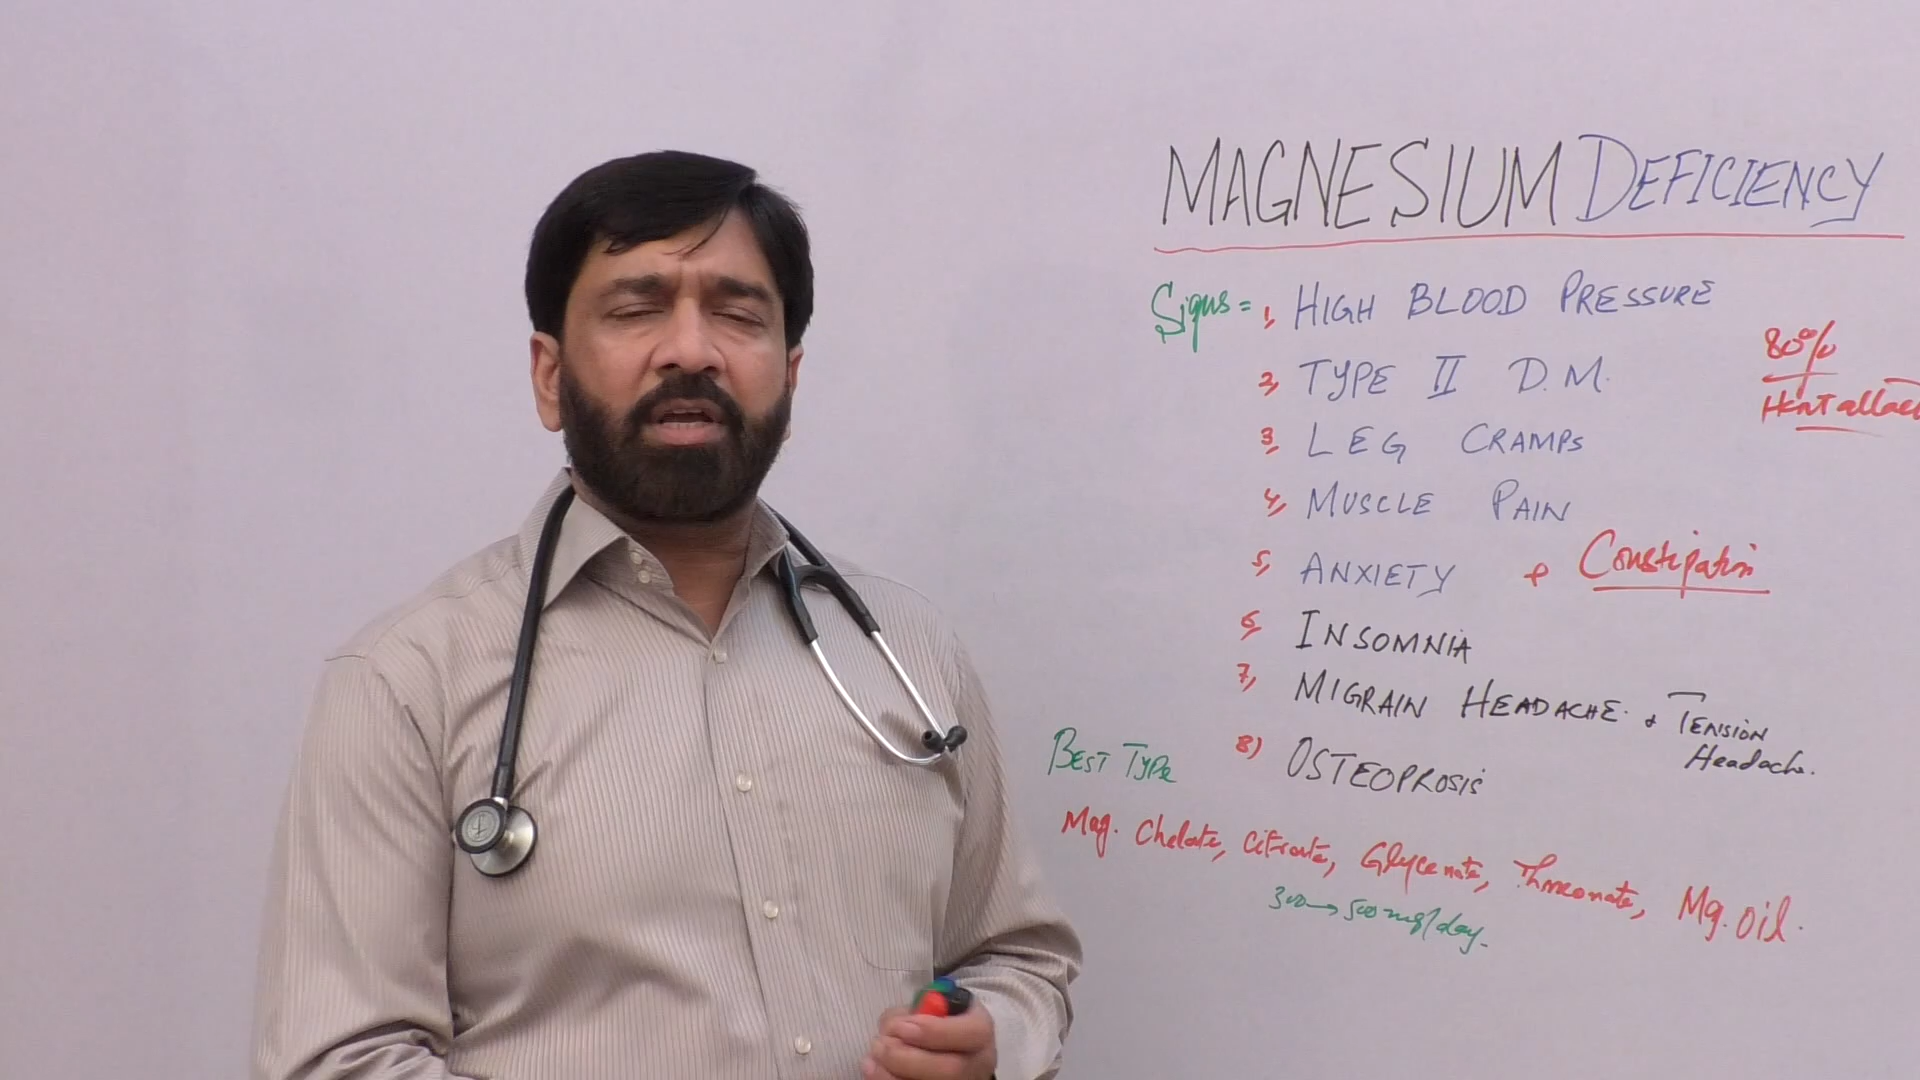 MAGNESIUM DEFICIENCY
Signs = 1, HIGH BLOOD PRESSURE
80%
Heart attack
2, TYPE II D.M.
3, LEG CRAMPS
4, MUSCLE PAIN
5, ANXIETY + Constipation
6, INSOMNIA
7, MIGRAIN HEADACHE. + TENSION
Headache.
8) OSTEOPROSIS
BEST TYPE
Mag. Chelate, Citrate, Glycenate, Threonate, Mg. Oil.
300→500mg/day.